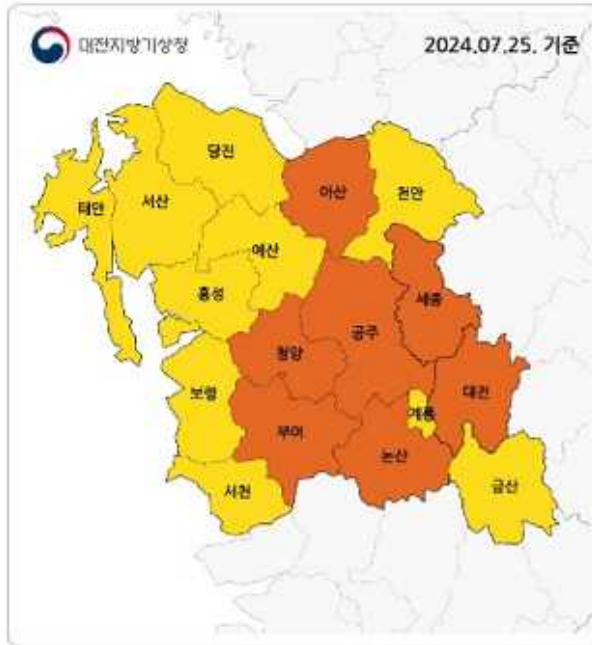 대전지방기상청
2024.07.25. 기준
당진
아산
천안
태안
서산
예산
세종
홍성
공주
청양
보령
대전
계룡
부여
논산
서천
금산